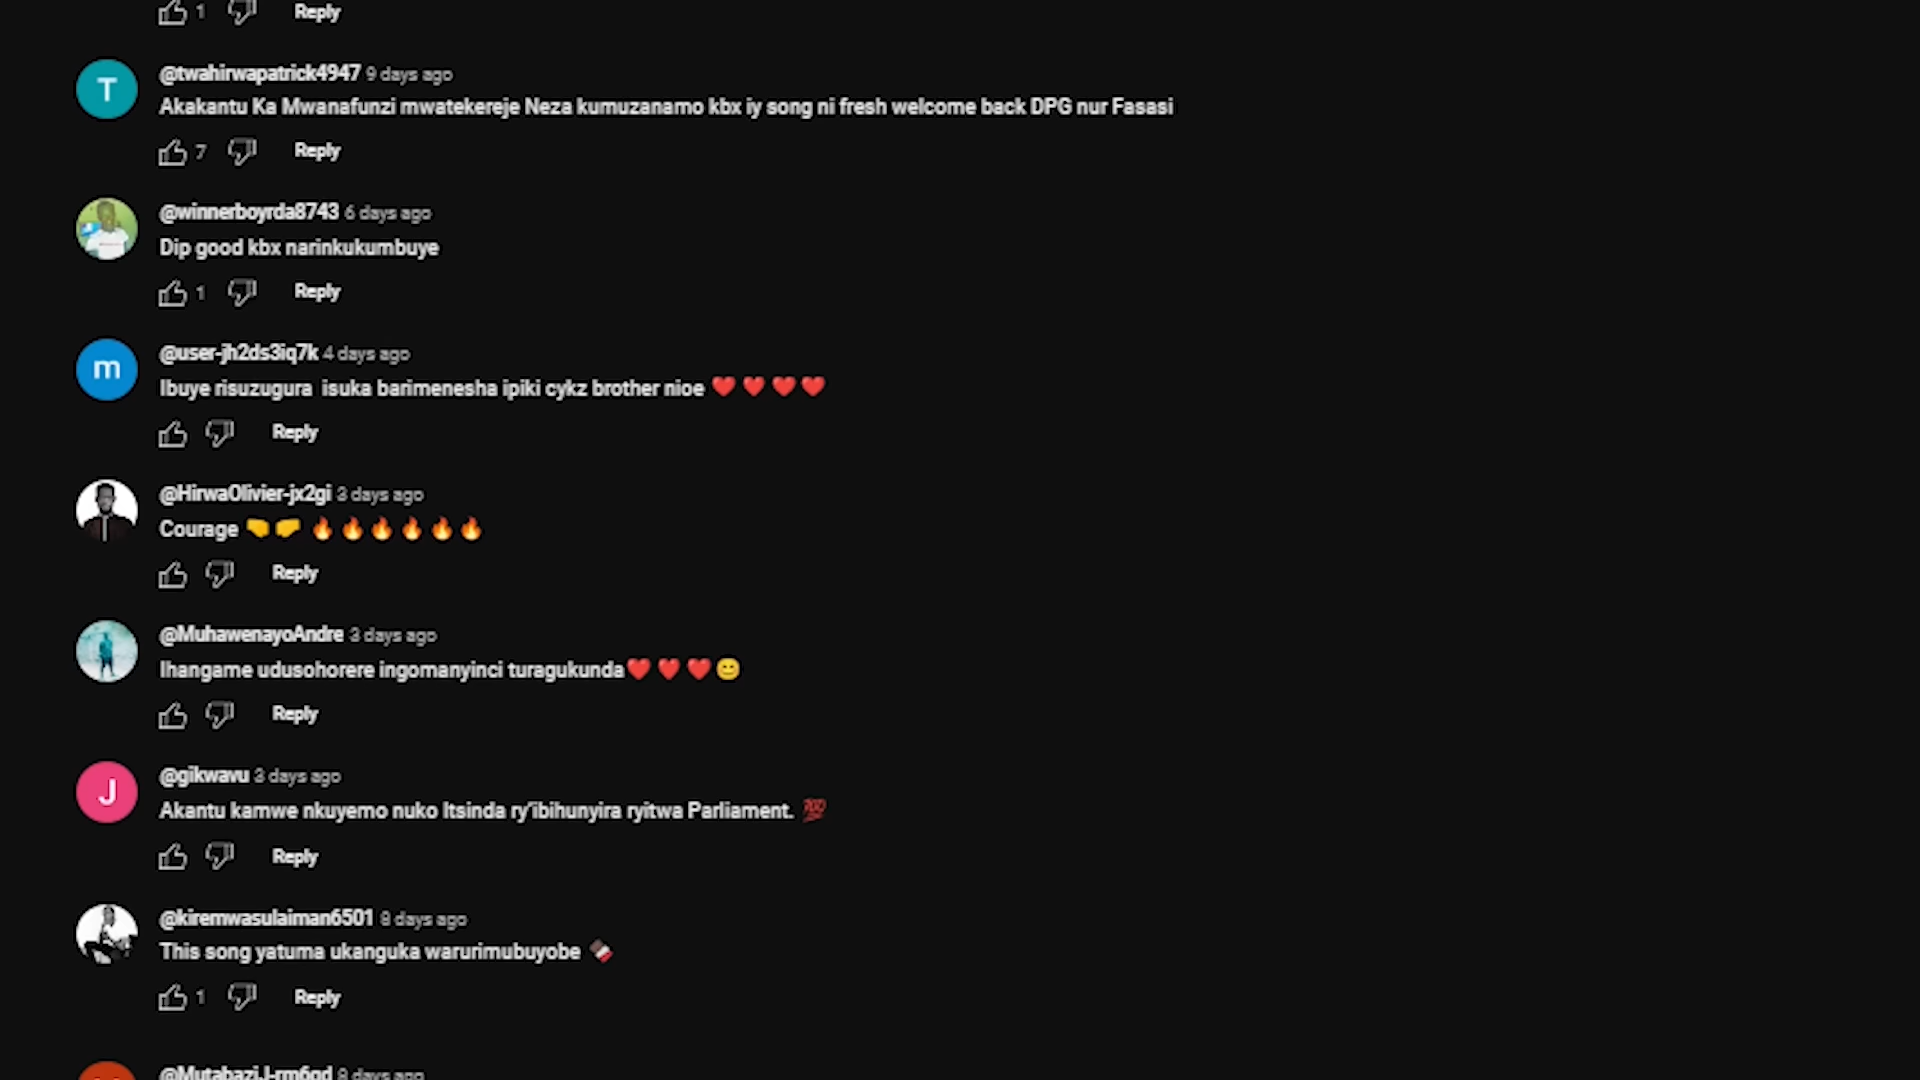 1 Reply
@twahirwapatrick4947 9 days ago
Akakantu Ka Mwanafunzi mwatekereje Neza kumuzanamo kbx iy song ni fresh welcome back DPG nur Fasasi
7 Reply
@winnerboyrda8743 6 days ago
Dip good kbx narinkukumbuye
1 Reply
@user-jh2ds3iq7k 4 days ago
Ibuye risuzugura isuka barimenesha ipiki cykz brother nioe ❤️❤️❤️❤️
Reply
@HirwaOlivier-jx2gi 3 days ago
Courage 🤜🤛🔥🔥🔥🔥🔥🔥
Reply
@MuhawenayoAndre 3 days ago
Ihangame udusohorere ingomanyinci turagukunda❤️❤️❤️😊
Reply
@gikwavu 3 days ago
Akantu kamwe nkuyemo nuko Itsinda ry'ibihunyira ryitwa Parliament. 💯
Reply
@kiremwasulaiman6501 8 days ago
This song yatuma ukanguka warurimubuyobe 🍫
1 Reply
@MutabaziJ-rm6gd 8 days ago